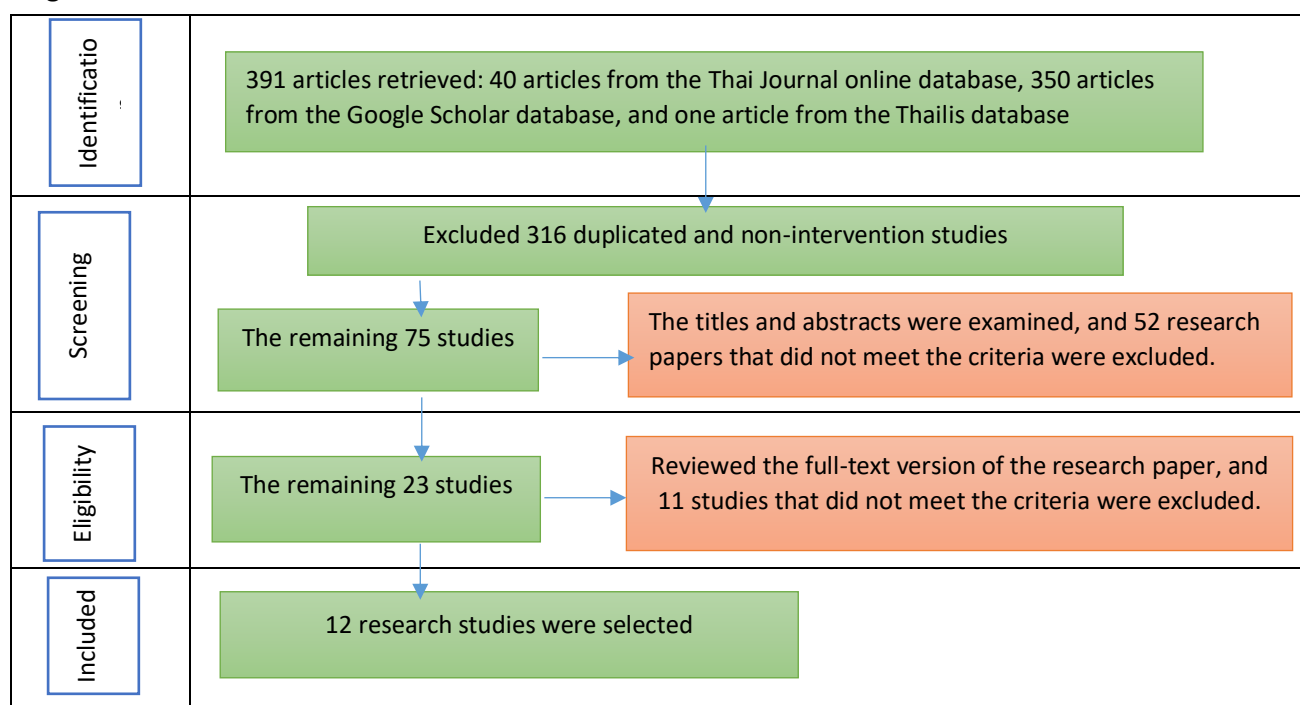 Identificatio
391 articles retrieved: 40 articles from the Thai Journal online database, 350 articles
from the Google Scholar database, and one article from the Thailis database
Screening
Excluded 316 duplicated and non-intervention studies
The remaining 75 studies
The titles and abstracts were examined, and 52 research
papers that did not meet the criteria were excluded.
Eligibility
The remaining 23 studies
Reviewed the full-text version of the research paper, and
11 studies that did not meet the criteria were excluded.
Included
12 research studies were selected